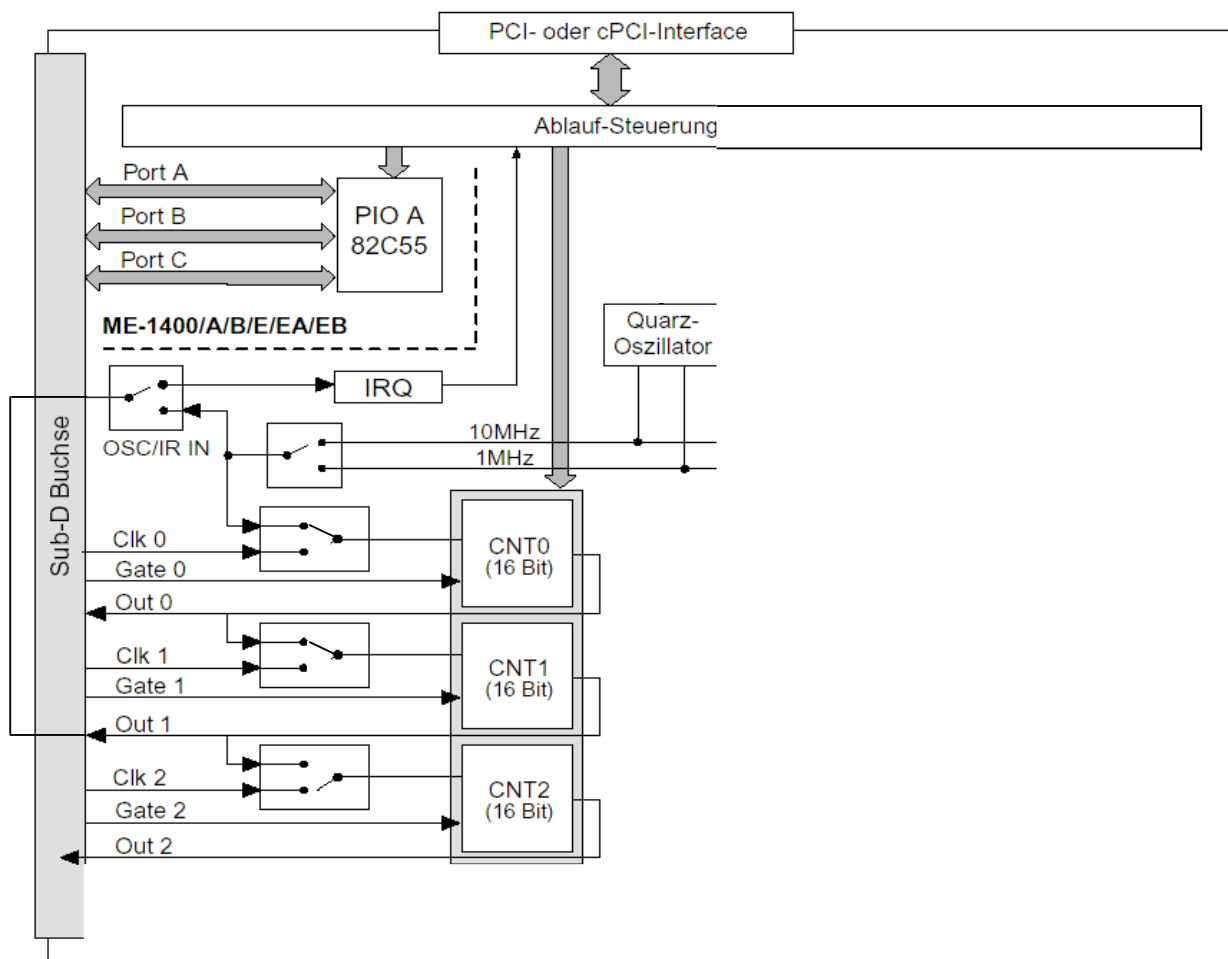 PCI- oder cPCI-Interface
Ablauf-Steuerung
Port A
Port B
Port C
PIO A
82C55
ME-1400/A/B/E/EA/EB
Quarz-
Oszillator
IRQ
OSC/IR IN
10MHz
1MHz
Sub-D Buchse
Clk 0
Gate 0
Out 0
CNT0
(16 Bit)
Clk 1
Gate 1
Out 1
CNT1
(16 Bit)
Clk 2
Gate 2
Out 2
CNT2
(16 Bit)